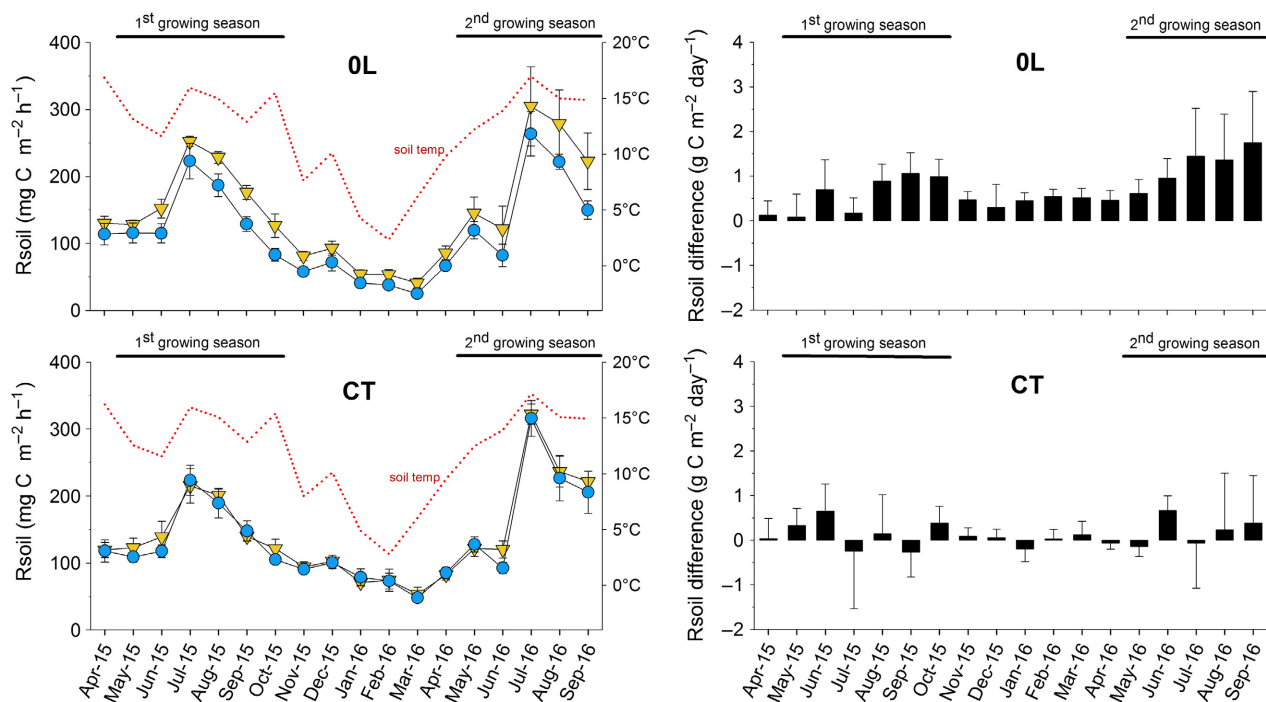 1st growing season
2nd growing season
400
300
200
100
0
Rsoil (mg C m−2 h−1)
0L
soil temp
20°C
15°C
10°C
5°C
0°C
1st growing season
2nd growing season
4
3
2
1
0
−1
−2
Rsoil difference (g C m−2 day−1)
0L
1st growing season
2nd growing season
400
300
200
100
0
Rsoil (mg C m−2 h−1)
CT
soil temp
20°C
15°C
10°C
5°C
0°C
Apr-15
May-15
Jun-15
Jul-15
Aug-15
Sep-15
Oct-15
Nov-15
Dec-15
Jan-16
Feb-16
Mar-16
Apr-16
May-16
Jun-16
Jul-16
Aug-16
Sep-16
1st growing season
2nd growing season
4
3
2
1
0
−1
−2
Rsoil difference (g C m−2 day−1)
CT
Apr-15
May-15
Jun-15
Jul-15
Aug-15
Sep-15
Oct-15
Nov-15
Dec-15
Jan-16
Feb-16
Mar-16
Apr-16
May-16
Jun-16
Jul-16
Aug-16
Sep-16